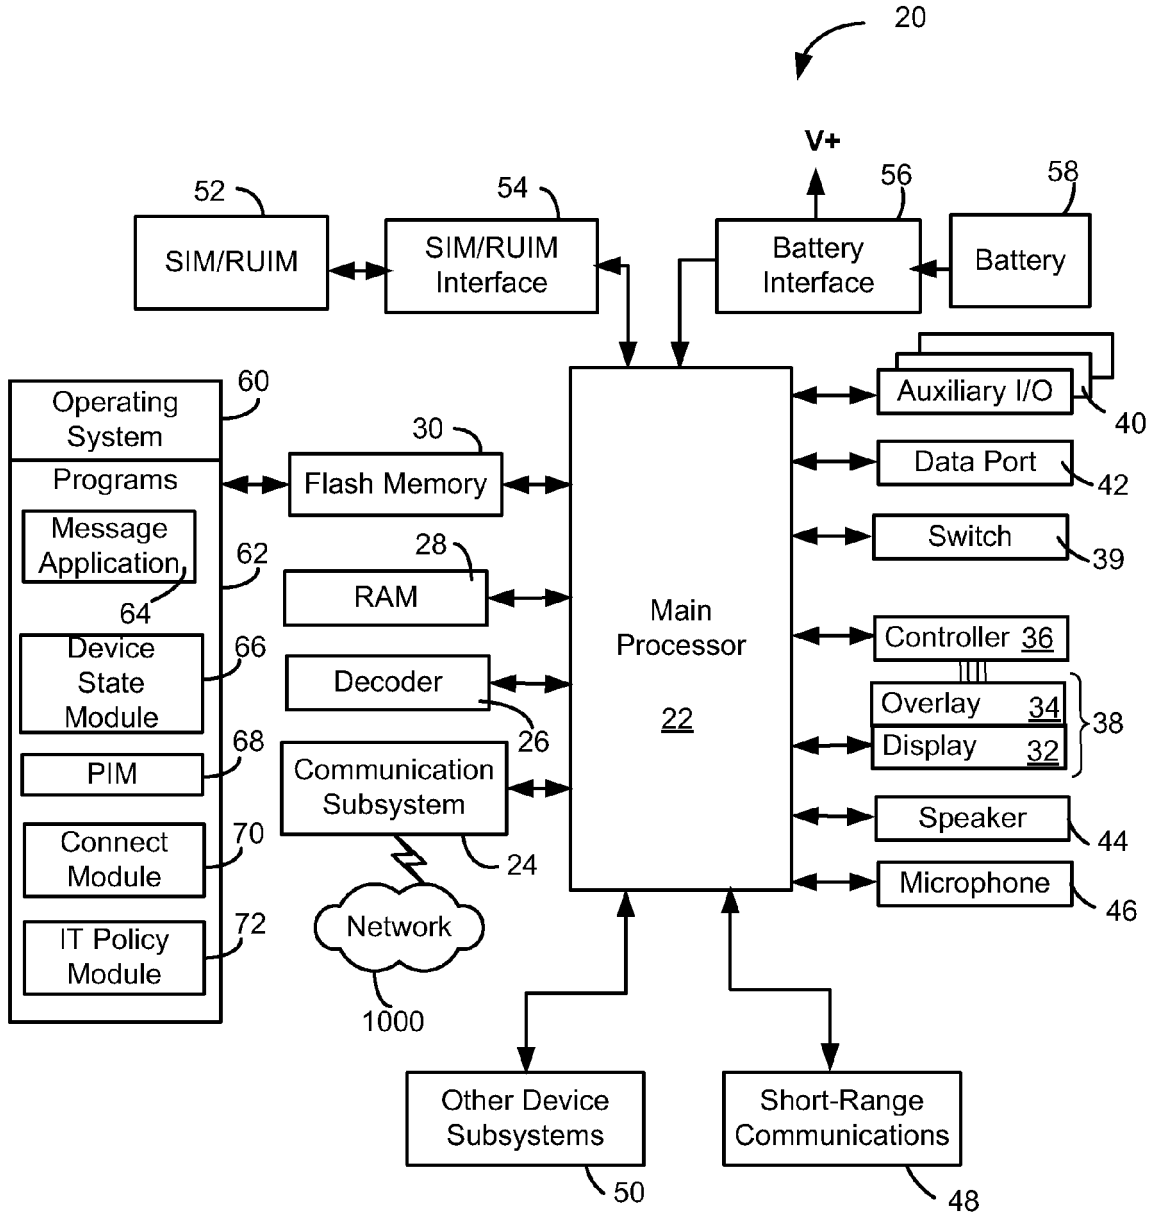 20
V+
52
54
56
58
SIM/RUIM
SIM/RUIM
Interface
Battery
Interface
Battery
60
Operating
System
Programs
Message
Application
64
62
Device
State
Module
66
PIM
68
Connect
Module
70
IT Policy
Module
72
30
Flash Memory
28
RAM
Decoder
26
Communication
Subsystem
24
Network
1000
Main
Processor
22
Auxiliary I/O
40
Data Port
42
Switch
39
Controller 36
Overlay 34
Display 32
38
Speaker
44
Microphone
46
Other Device
Subsystems
50
Short-Range
Communications
48